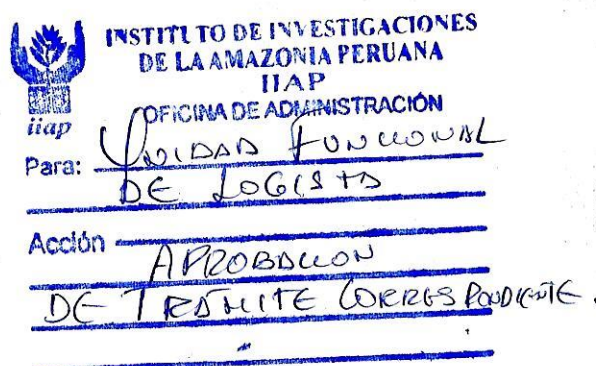 INSTITUTO DE INVESTIGACIONES
DE LA AMAZONIA PERUANA
IIAP
iiap
OFICINA DE ADMINISTRACIÓN
Para: UNIDAD FUNCIONAL
DE LOGISTA
Acción
APROBACION
DE TRÁMITE CORRESPONDIENTE.